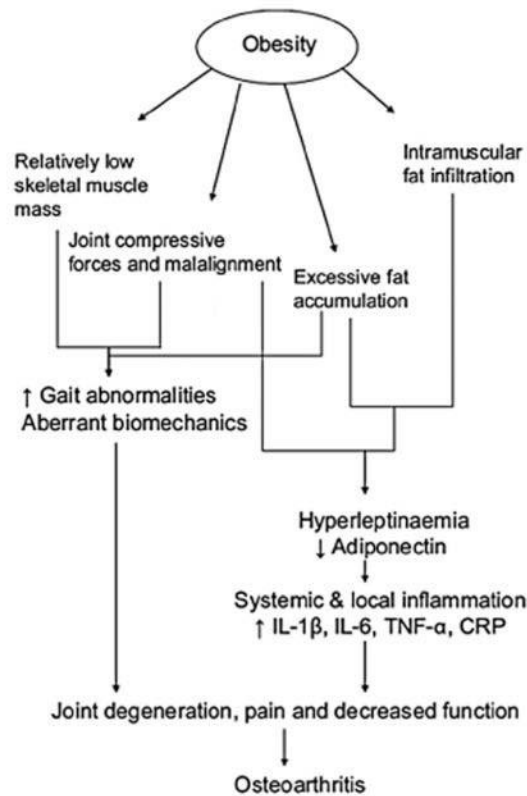 Obesity
Relatively low
skeletal muscle
mass
Intramuscular
fat infiltration
Joint compressive
forces and malalignment
Excessive fat
accumulation
↑ Gait abnormalities
Aberrant biomechanics
Hyperleptinaemia
↓ Adiponectin
Systemic & local inflammation
↑ IL-1β, IL-6, TNF-α, CRP
Joint degeneration, pain and decreased function
Osteoarthritis